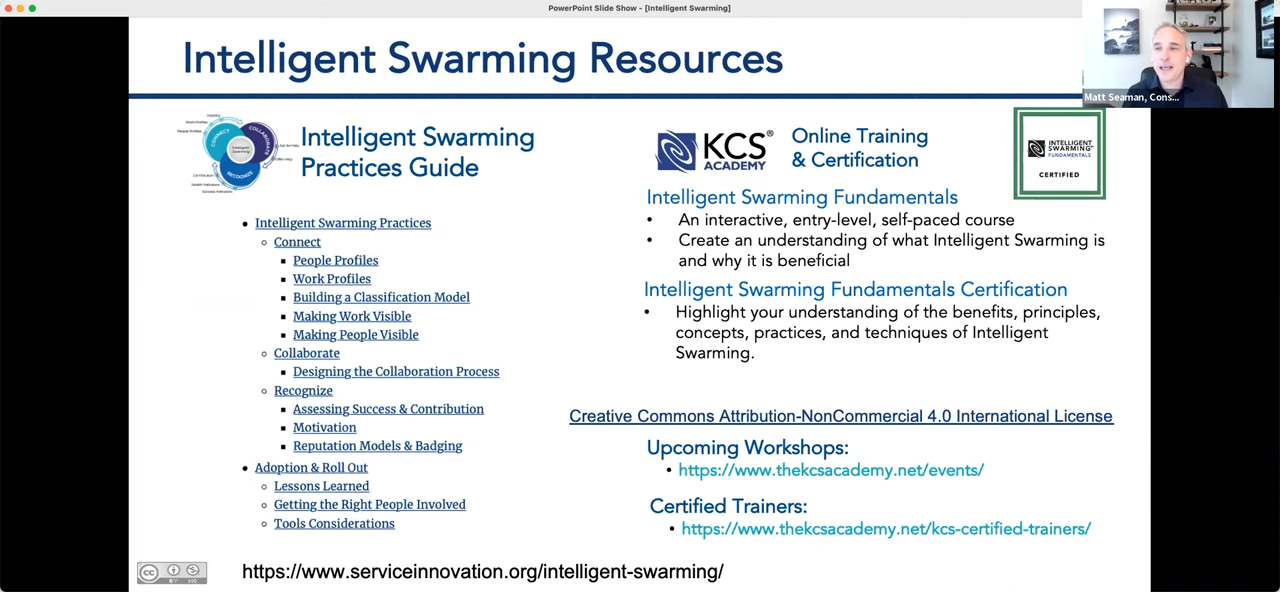 PowerPoint Slide Show - [Intelligent Swarming]
Intelligent Swarming Resources
Matt Seaman, Cons...
CONNECT
COLLABORATE
RECOGNIZE
Intelligent Swarming
Practices Guide
• Intelligent Swarming Practices
◦ Connect
▪ People Profiles
▪ Work Profiles
▪ Building a Classification Model
▪ Making Work Visible
▪ Making People Visible
◦ Collaborate
▪ Designing the Collaboration Process
◦ Recognize
▪ Assessing Success & Contribution
▪ Motivation
▪ Reputation Models & Badging
• Adoption & Roll Out
◦ Lessons Learned
◦ Getting the Right People Involved
◦ Tools Considerations
KCS®
ACADEMY
Online Training
& Certification
INTELLIGENT
SWARMING™
FUNDAMENTALS
CERTIFIED
Intelligent Swarming Fundamentals
• An interactive, entry-level, self-paced course
• Create an understanding of what Intelligent Swarming is
and why it is beneficial
Intelligent Swarming Fundamentals Certification
• Highlight your understanding of the benefits, principles,
concepts, practices, and techniques of Intelligent
Swarming.
Creative Commons Attribution-NonCommercial 4.0 International License
Upcoming Workshops:
• https://www.thekcsacademy.net/events/
Certified Trainers:
• https://www.thekcsacademy.net/kcs-certified-trainers/
cc BY NC
https://www.serviceinnovation.org/intelligent-swarming/